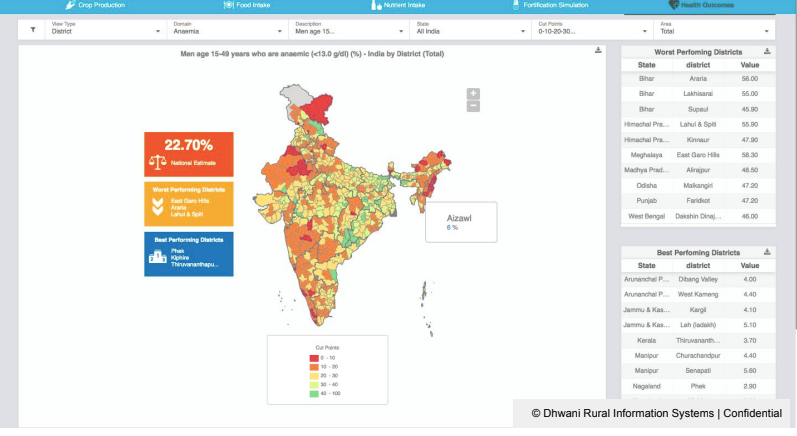 Crop Production
Food Intake
Nutrient Intake
Fortification Simulation
Health Outcomes
View Type
District
Domain
Anaemia
Description
Men age 15...
State
All India
Cut Points
0-10-20-30...
Area
Total
Men age 15-49 years who are anaemic (<13.0 g/dl) (%) - India by District (Total)
+
−
22.70%
National Estimate
Worst Performing Districts
East Garo Hills
Araria
Lahul & Spiti
Best Performing Districts
Phek
Kiphire
Thiruvananthapu...
Aizawl
6 %
Cut Points
0 - 10
10 - 20
20 - 30
30 - 40
40 - 100
Worst Perfoming Districts
State district Value
Bihar Araria 56.00
Bihar Lakhisarai 55.00
Bihar Supaul 45.90
Himachal Pra... Lahul & Spiti 55.90
Himachal Pra... Kinnaur 47.90
Meghalaya East Garo Hills 58.30
Madhya Prad... Alirajpur 48.50
Odisha Malkangiri 47.20
Punjab Faridkot 47.20
West Bengal Dakshin Dinaj... 46.00
Best Perfoming Districts
State district Value
Arunanchal P... Dibang Valley 4.00
Arunanchal P... West Kameng 4.40
Jammu & Kas... Kargil 4.10
Jammu & Kas... Leh (ladakh) 5.10
Kerala Thiruvananth... 3.70
Manipur Churachandpur 4.40
Manipur Senapati 5.60
Nagaland Phek 2.90
© Dhwani Rural Information Systems | Confidential